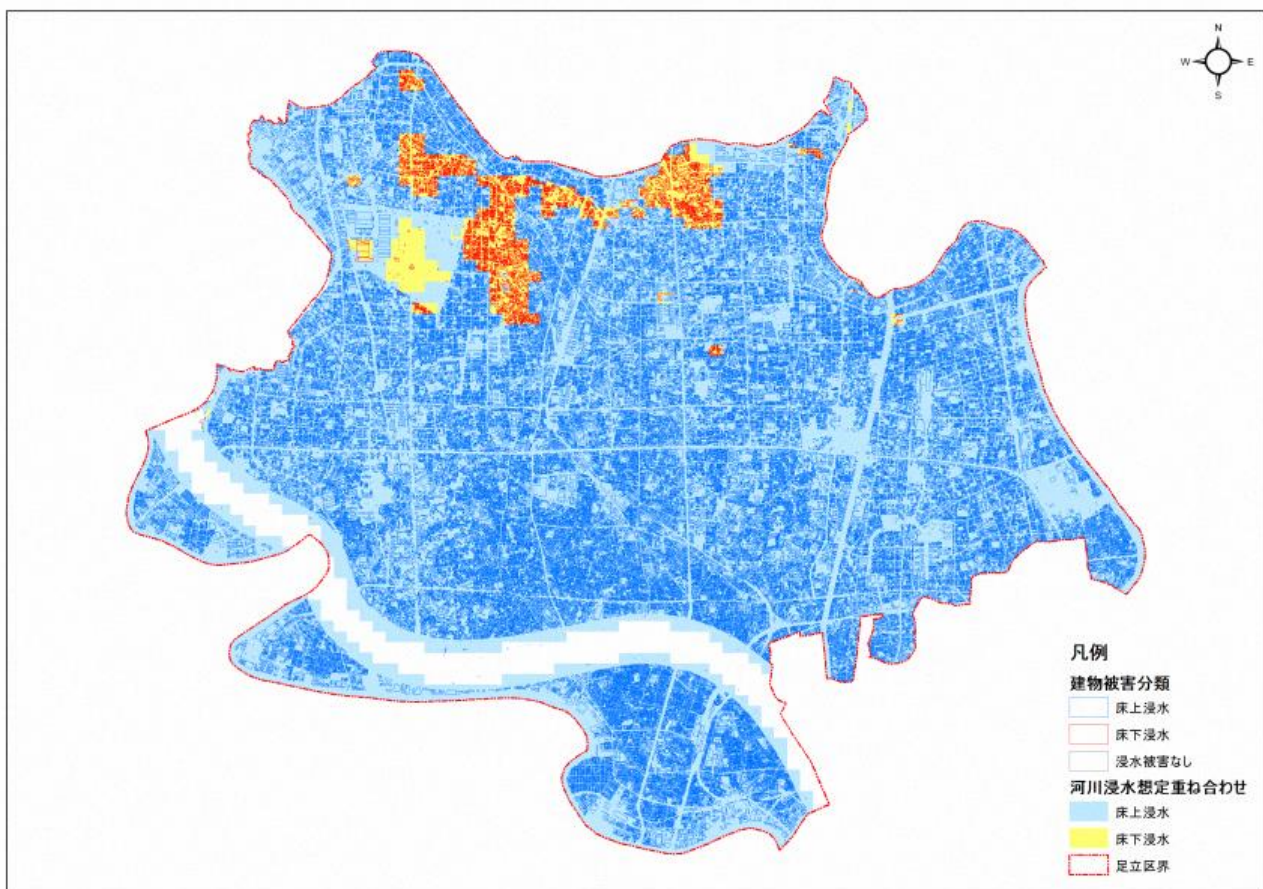 N
W E
S
凡例
建物被害分類
床上浸水
床下浸水
浸水被害なし
河川浸水想定重ね合わせ
床上浸水
床下浸水
足立区界